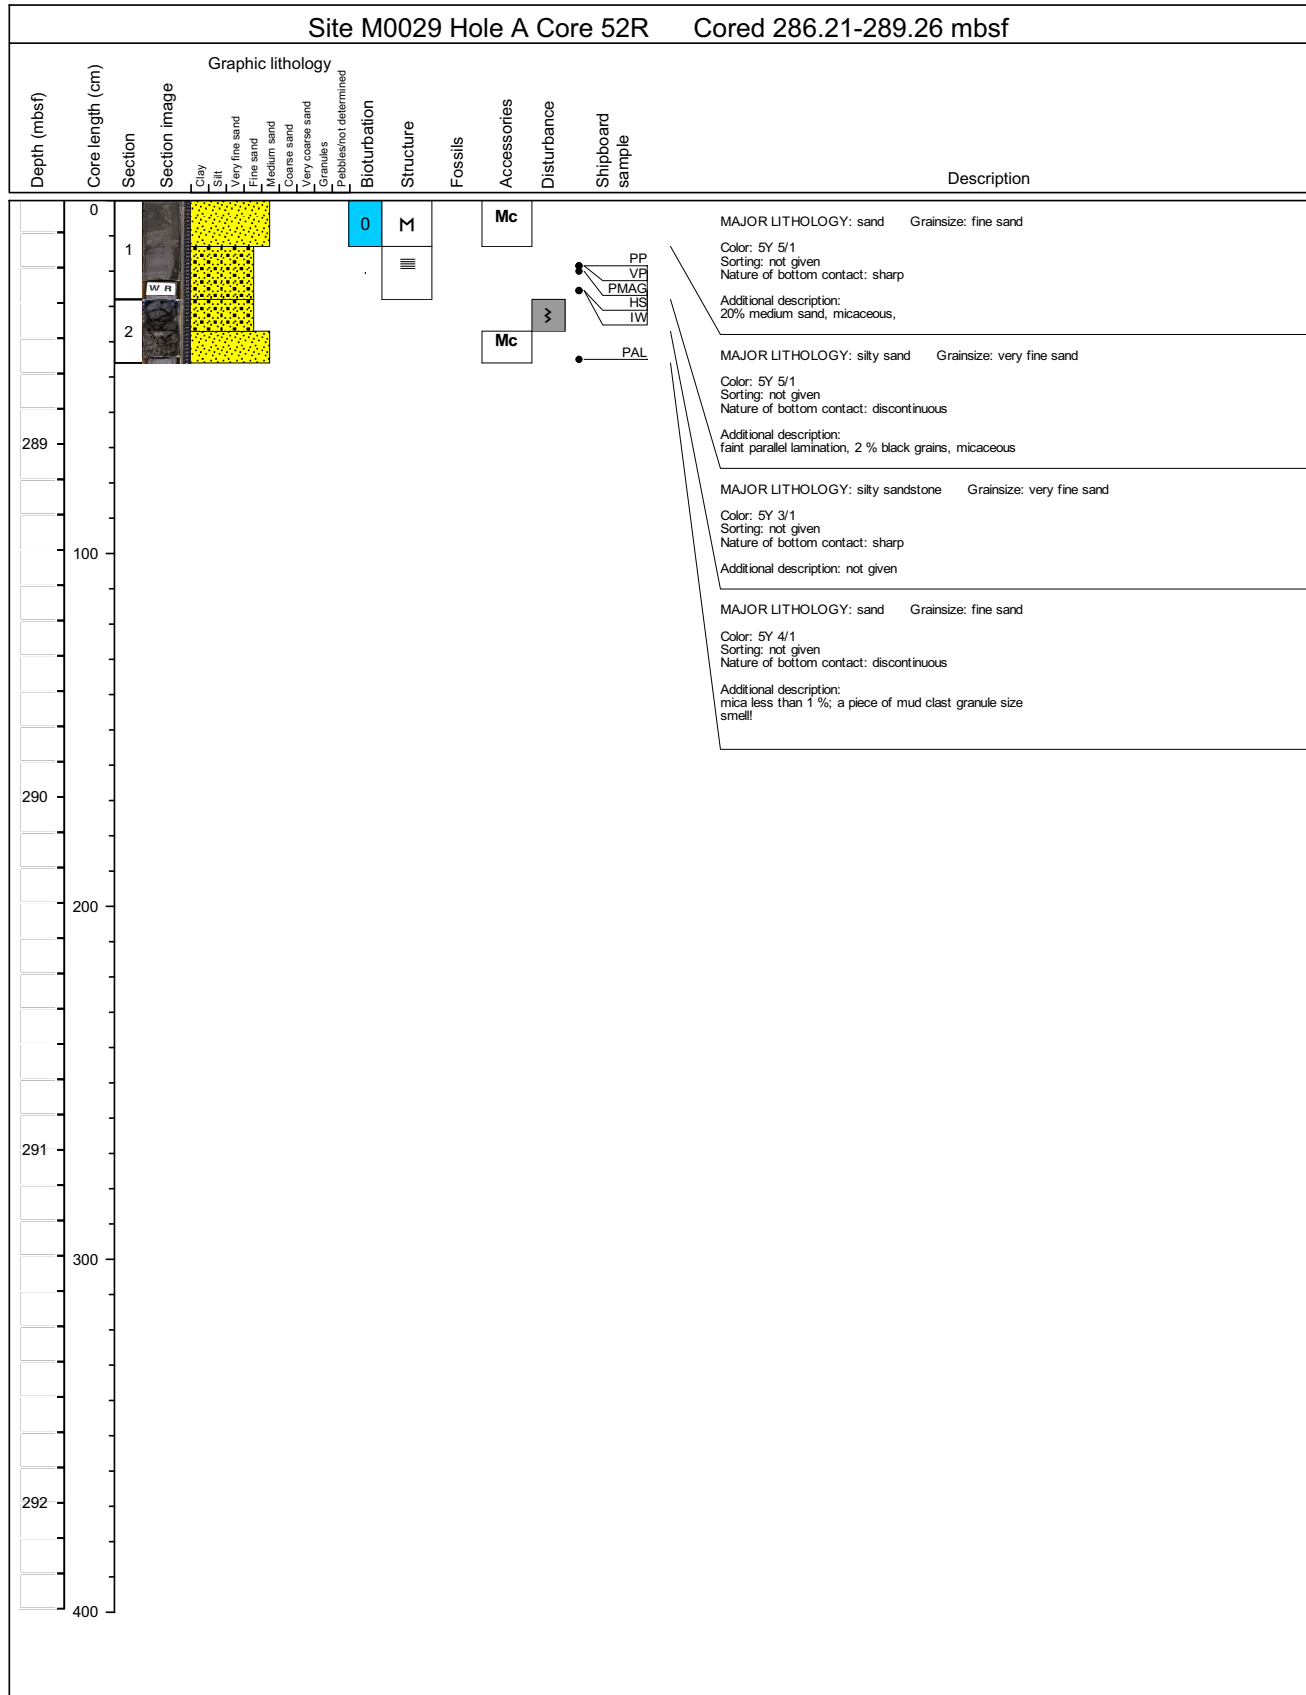 Site M0029 Hole A Core 52R Cored 286.21-289.26 mbsf
Graphic lithology
Depth (mbsf)
Core length (cm)
Section
Section image
Clay
Silt
Very fine sand
Fine sand
Medium sand
Coarse sand
Very coarse sand
Granules
Pebbles/not determined
Bioturbation
Structure
Fossils
Accessories
Disturbance
Shipboard
sample
Description
0
1
W R
2
0
M
Mc
Mc
PP
VP
PMAG
HS
IW
PAL
MAJOR LITHOLOGY: sand Grainsize: fine sand
Color: 5Y 5/1
Sorting: not given
Nature of bottom contact: sharp
Additional description:
20% medium sand, micaceous,
MAJOR LITHOLOGY: silty sand Grainsize: very fine sand
Color: 5Y 5/1
Sorting: not given
Nature of bottom contact: discontinuous
Additional description:
faint parallel lamination, 2 % black grains, micaceous
MAJOR LITHOLOGY: silty sandstone Grainsize: very fine sand
Color: 5Y 3/1
Sorting: not given
Nature of bottom contact: sharp
Additional description: not given
MAJOR LITHOLOGY: sand Grainsize: fine sand
Color: 5Y 4/1
Sorting: not given
Nature of bottom contact: discontinuous
Additional description:
mica less than 1 %; a piece of mud clast granule size
smell!
289
100
290
200
291
300
292
400